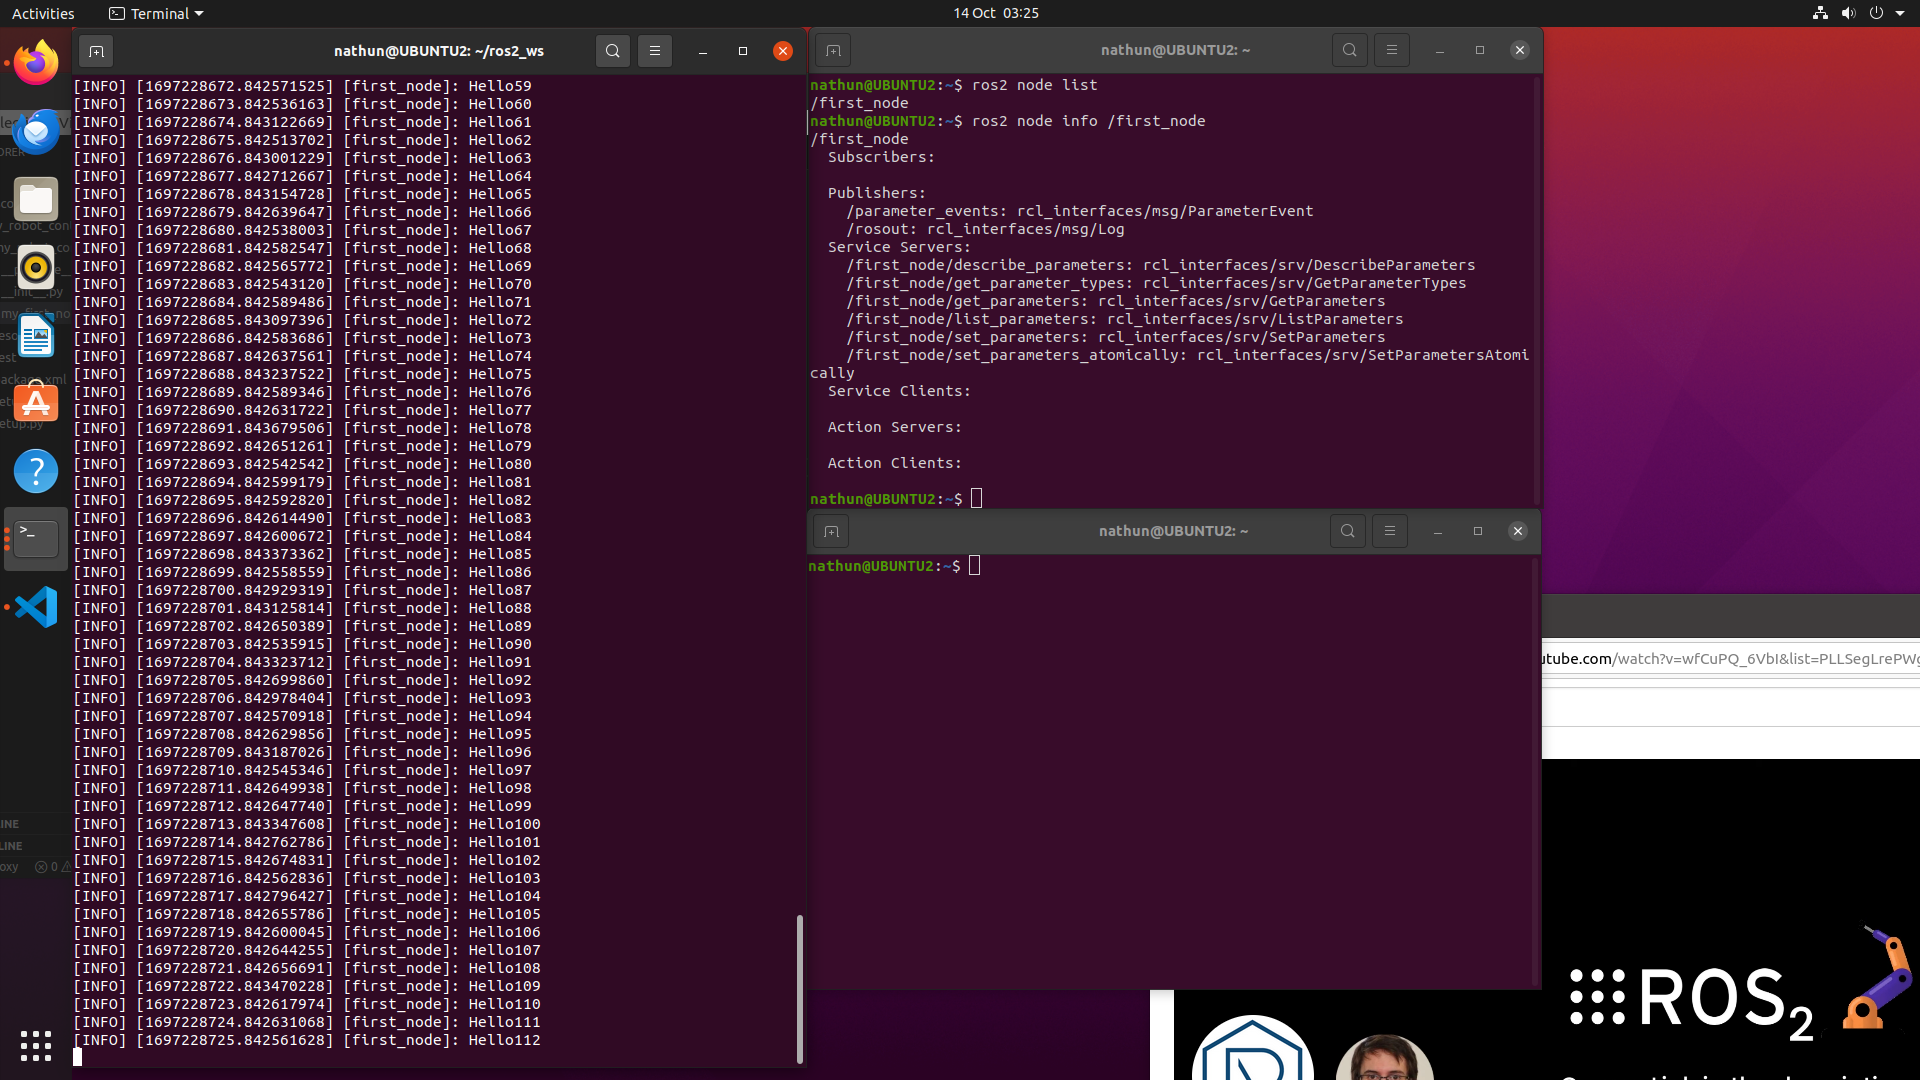 Activities
Terminal
14 Oct 03:25
nathun@UBUNTU2: ~/ros2_ws
[INFO] [1697228672.842571525] [first_node]: Hello59
[INFO] [1697228673.842536163] [first_node]: Hello60
[INFO] [1697228674.843122669] [first_node]: Hello61
[INFO] [1697228675.842513702] [first_node]: Hello62
[INFO] [1697228676.843001229] [first_node]: Hello63
[INFO] [1697228677.842712667] [first_node]: Hello64
[INFO] [1697228678.843154728] [first_node]: Hello65
[INFO] [1697228679.842639647] [first_node]: Hello66
[INFO] [1697228680.842538003] [first_node]: Hello67
[INFO] [1697228681.842582547] [first_node]: Hello68
[INFO] [1697228682.842565772] [first_node]: Hello69
[INFO] [1697228683.842543120] [first_node]: Hello70
[INFO] [1697228684.842589486] [first_node]: Hello71
[INFO] [1697228685.843097396] [first_node]: Hello72
[INFO] [1697228686.842583686] [first_node]: Hello73
[INFO] [1697228687.842637561] [first_node]: Hello74
[INFO] [1697228688.843237522] [first_node]: Hello75
[INFO] [1697228689.842589346] [first_node]: Hello76
[INFO] [1697228690.842631722] [first_node]: Hello77
[INFO] [1697228691.843679506] [first_node]: Hello78
[INFO] [1697228692.842651261] [first_node]: Hello79
[INFO] [1697228693.842542542] [first_node]: Hello80
[INFO] [1697228694.842599179] [first_node]: Hello81
[INFO] [1697228695.842592820] [first_node]: Hello82
[INFO] [1697228696.842614490] [first_node]: Hello83
[INFO] [1697228697.842600672] [first_node]: Hello84
[INFO] [1697228698.843373362] [first_node]: Hello85
[INFO] [1697228699.842558559] [first_node]: Hello86
[INFO] [1697228700.842929319] [first_node]: Hello87
[INFO] [1697228701.843125814] [first_node]: Hello88
[INFO] [1697228702.842650389] [first_node]: Hello89
[INFO] [1697228703.842535915] [first_node]: Hello90
[INFO] [1697228704.843323712] [first_node]: Hello91
[INFO] [1697228705.842699860] [first_node]: Hello92
[INFO] [1697228706.842978404] [first_node]: Hello93
[INFO] [1697228707.842570918] [first_node]: Hello94
[INFO] [1697228708.842629856] [first_node]: Hello95
[INFO] [1697228709.843187026] [first_node]: Hello96
[INFO] [1697228710.842545346] [first_node]: Hello97
[INFO] [1697228711.842649938] [first_node]: Hello98
[INFO] [1697228712.842647740] [first_node]: Hello99
[INFO] [1697228713.843347608] [first_node]: Hello100
[INFO] [1697228714.842762786] [first_node]: Hello101
[INFO] [1697228715.842674831] [first_node]: Hello102
[INFO] [1697228716.842562836] [first_node]: Hello103
[INFO] [1697228717.842796427] [first_node]: Hello104
[INFO] [1697228718.842655786] [first_node]: Hello105
[INFO] [1697228719.842600045] [first_node]: Hello106
[INFO] [1697228720.842644255] [first_node]: Hello107
[INFO] [1697228721.842656691] [first_node]: Hello108
[INFO] [1697228722.843470228] [first_node]: Hello109
[INFO] [1697228723.842617974] [first_node]: Hello110
[INFO] [1697228724.842631068] [first_node]: Hello111
[INFO] [1697228725.842561628] [first_node]: Hello112
nathun@UBUNTU2: ~
nathun@UBUNTU2:~$ ros2 node list
/first_node
nathun@UBUNTU2:~$ ros2 node info /first_node
/first_node
Subscribers:
Publishers:
/parameter_events: rcl_interfaces/msg/ParameterEvent
/rosout: rcl_interfaces/msg/Log
Service Servers:
/first_node/describe_parameters: rcl_interfaces/srv/DescribeParameters
/first_node/get_parameter_types: rcl_interfaces/srv/GetParameterTypes
/first_node/get_parameters: rcl_interfaces/srv/GetParameters
/first_node/list_parameters: rcl_interfaces/srv/ListParameters
/first_node/set_parameters: rcl_interfaces/srv/SetParameters
/first_node/set_parameters_atomically: rcl_interfaces/srv/SetParametersAtomi
cally
Service Clients:
Action Servers:
Action Clients:
nathun@UBUNTU2:~$
nathun@UBUNTU2: ~
nathun@UBUNTU2:~$
utube.com/watch?v=wfCuPQ_6VbI&list=PLLSegLrePWg
ROS2